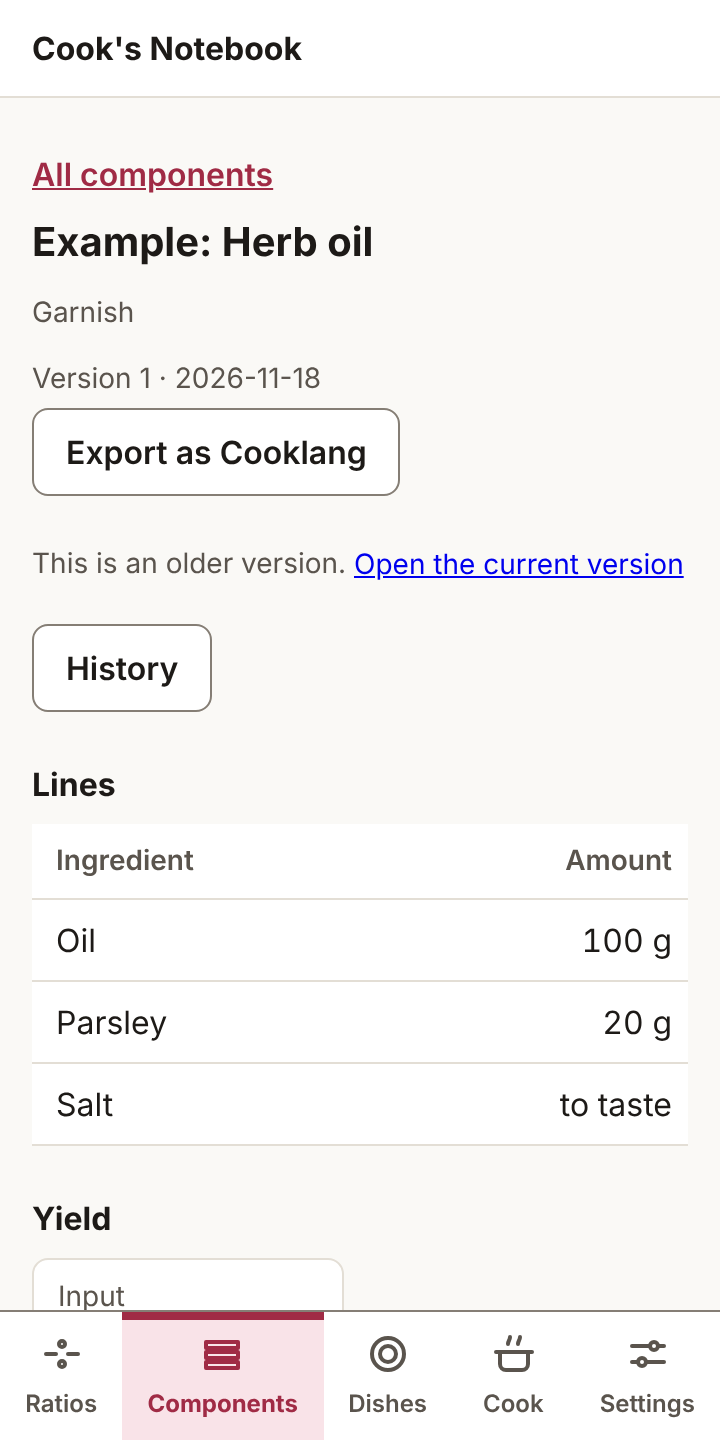 Cook's Notebook
All components
Example: Herb oil
Garnish
Version 1 · 2026-11-18
Export as Cooklang
This is an older version. Open the current version
History
Lines
Ingredient Amount
Oil 100 g
Parsley 20 g
Salt to taste
Yield
Input
Ratios Components Dishes Cook Settings